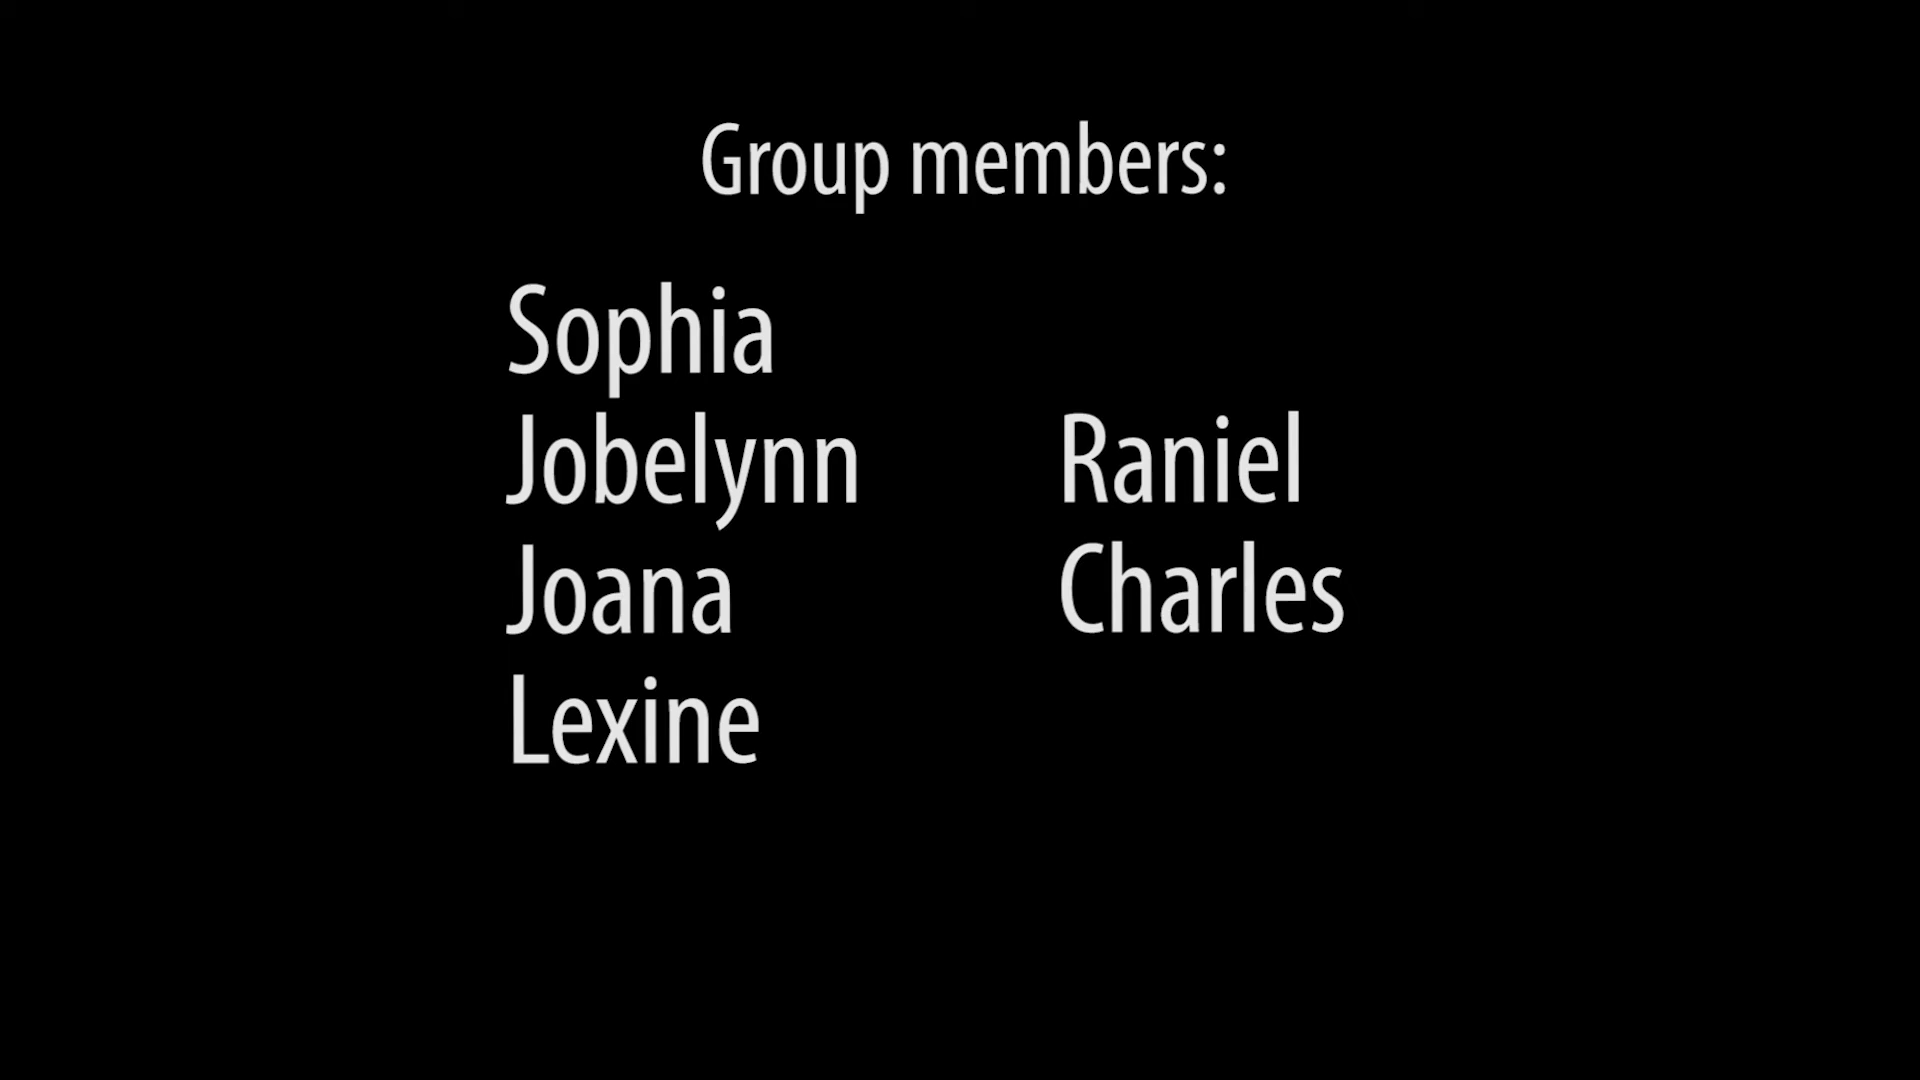 Group members:
Sophia
Jobelynn
Joana
Lexine
Raniel
Charles